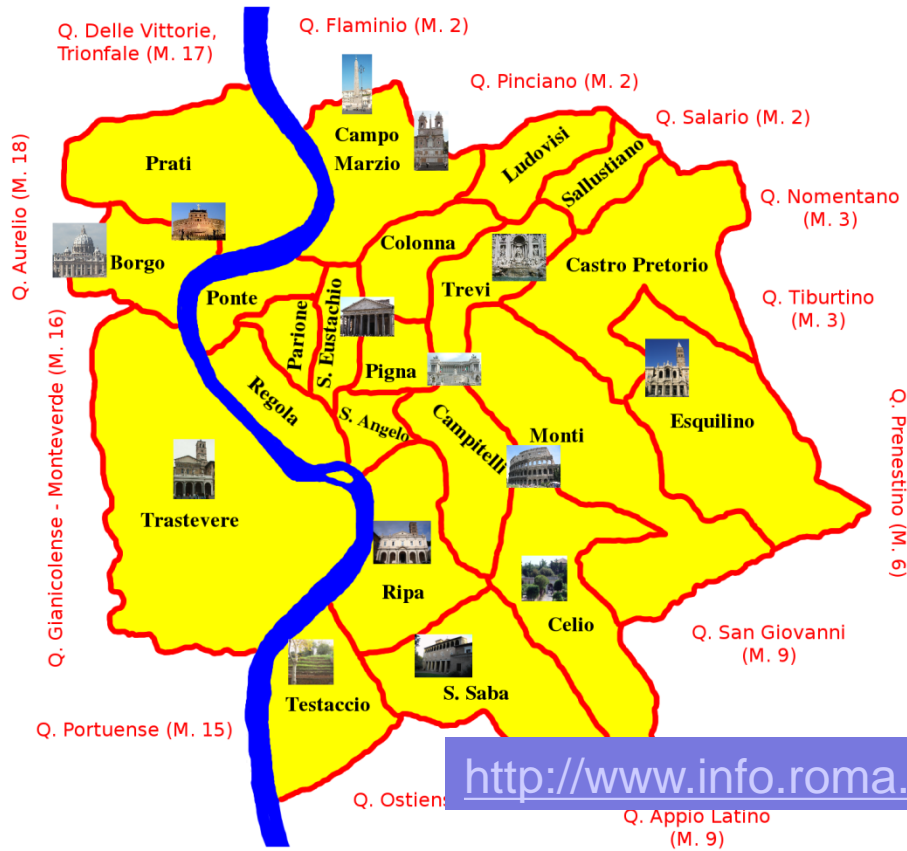 Q. Delle Vittorie,
Trionfale (M. 17)
Q. Flaminio (M. 2)
Q. Pinciano (M. 2)
Q. Salario (M. 2)
Q. Nomentano
(M. 3)
Q. Tiburtino
(M. 3)
Q. Prenestino (M. 6)
Q. Aurelio (M. 18)
Q. Gianicolense - Monteverde (M. 16)
Prati
Campo
Marzio
Ludovisi
Sallustiano
Borgo
Colonna
Castro Pretorio
Ponte
Trevi
Parione
S. Eustachio
Pigna
Regola
S. Angelo
Campitelli
Monti
Esquilino
Trastevere
Ripa
Celio
Q. San Giovanni
(M. 9)
Testaccio
S. Saba
Q. Portuense (M. 15)
http://www.info.roma.
Q. Ostiens
Q. Appio Latino
(M. 9)